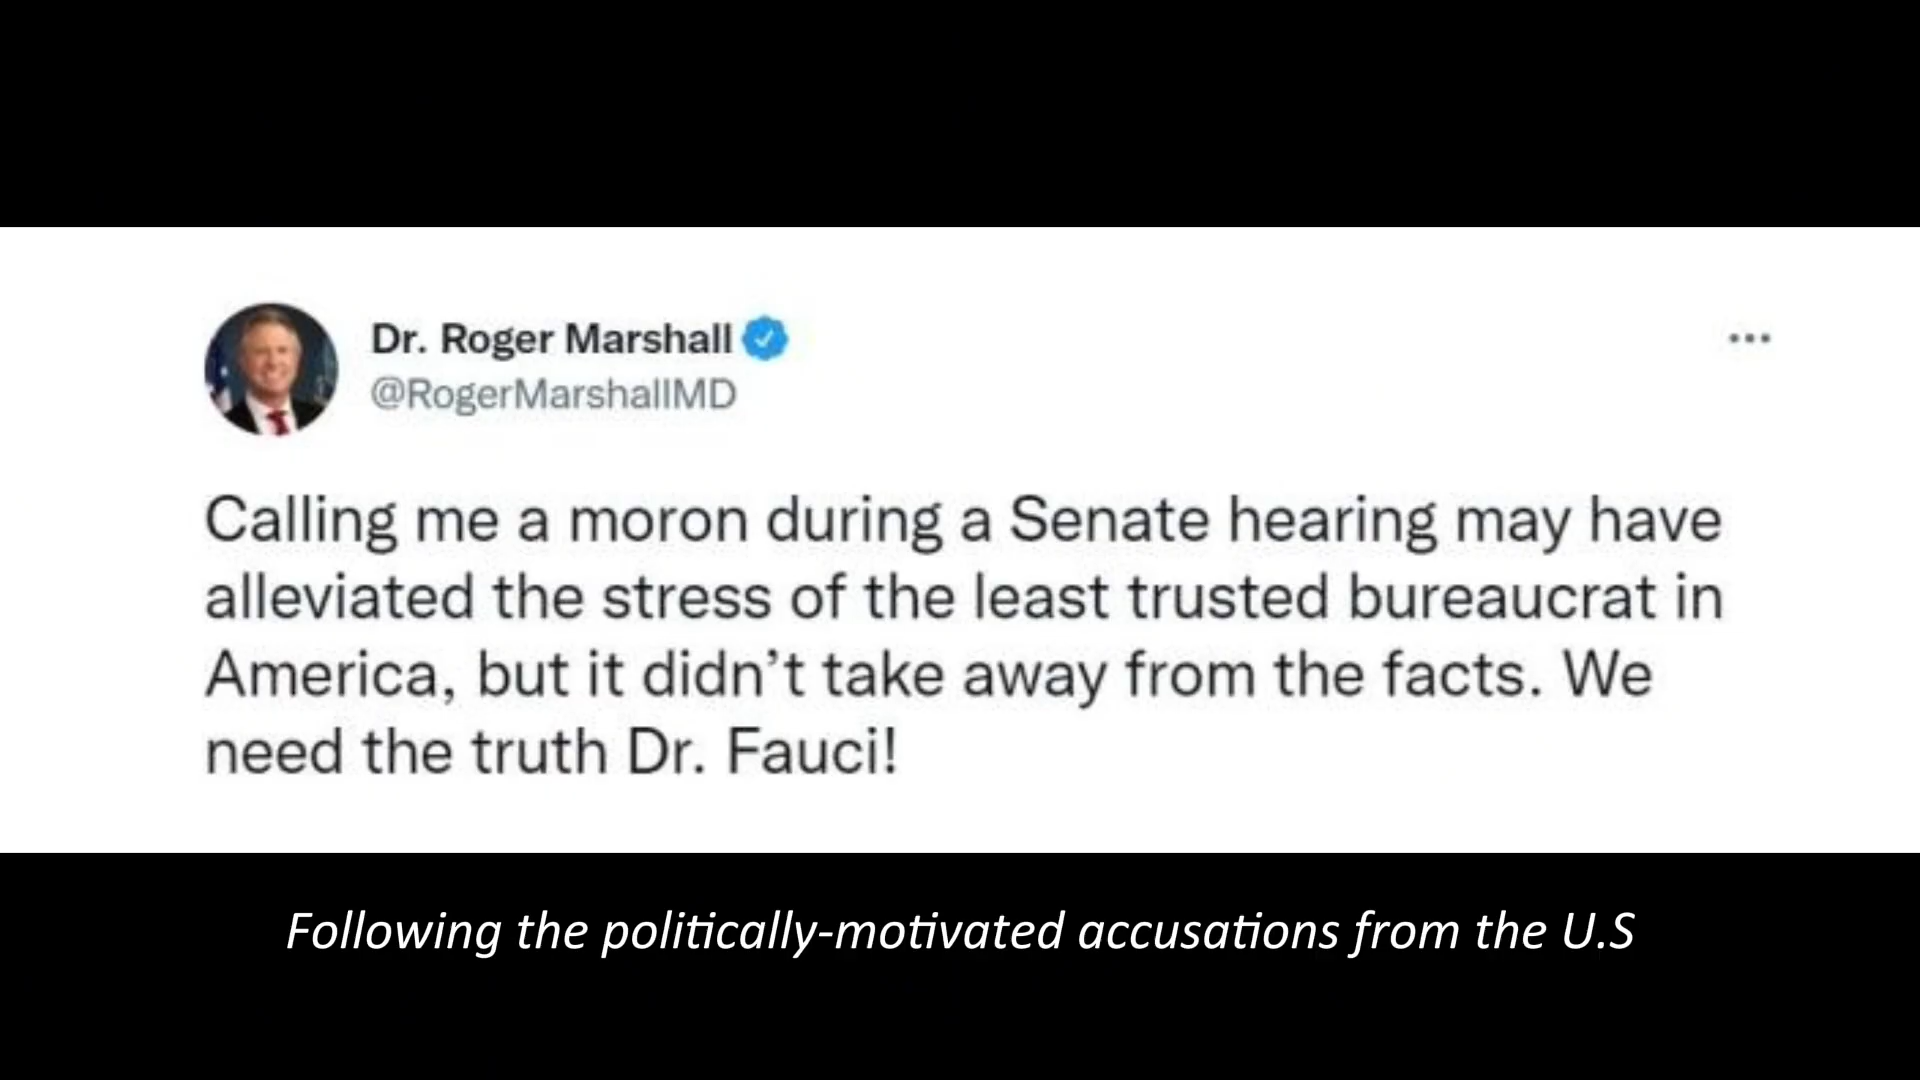 Dr. Roger Marshall
@RogerMarshallMD
Calling me a moron during a Senate hearing may have
alleviated the stress of the least trusted bureaucrat in
America, but it didn’t take away from the facts. We
need the truth Dr. Fauci!
Following the politically-motivated accusations from the U.S